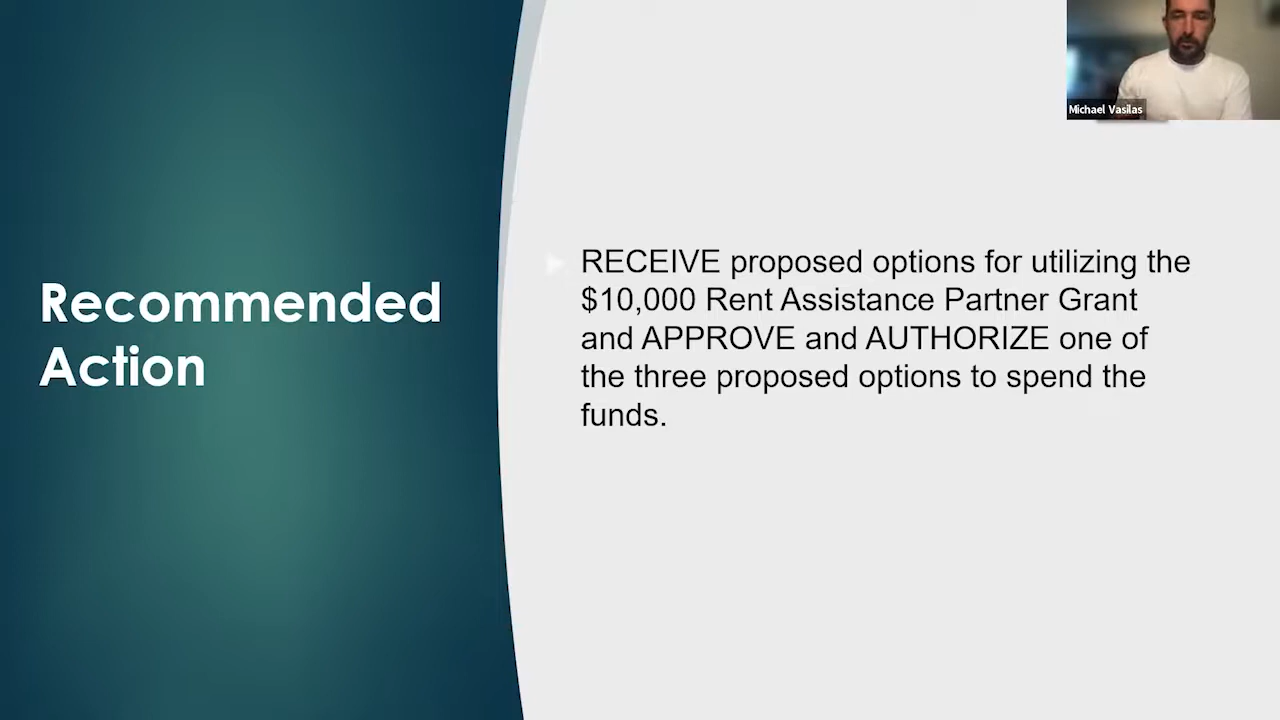 Michael Vasilas
Recommended
Action
RECEIVE proposed options for utilizing the
$10,000 Rent Assistance Partner Grant
and APPROVE and AUTHORIZE one of
the three proposed options to spend the
funds.